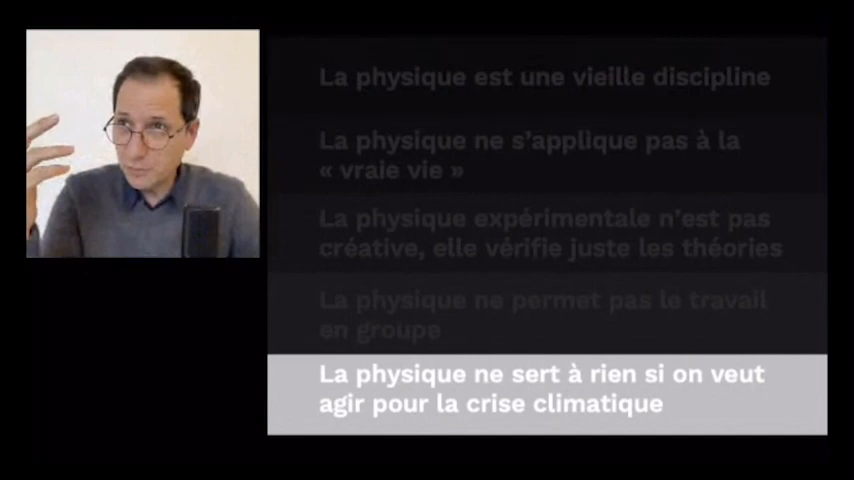 La physique est une vieille discipline
La physique ne s’applique pas à la
« vraie vie »
La physique expérimentale n’est pas
créative, elle vérifie juste les théories
La physique ne permet pas le travail
en groupe
La physique ne sert à rien si on veut
agir pour la crise climatique